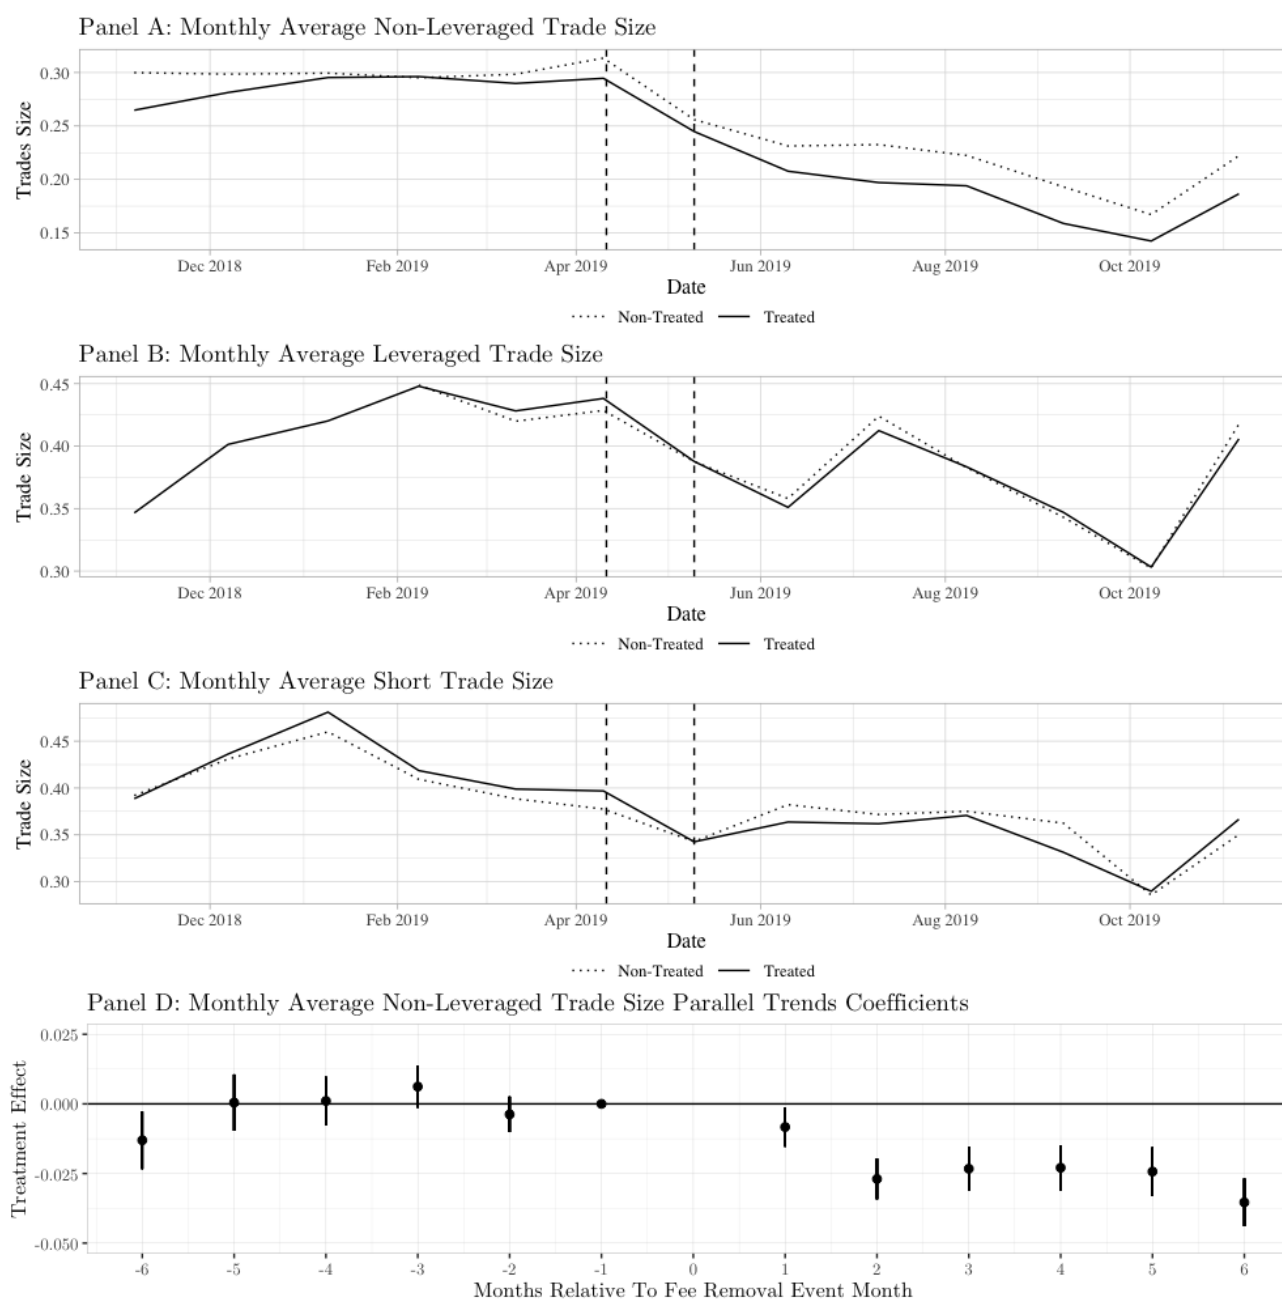 Panel A: Monthly Average Non-Leveraged Trade Size
Trades Size
0.30
0.25
0.20
0.15
Dec 2018 Feb 2019 Apr 2019 Jun 2019 Aug 2019 Oct 2019
Date
Non-Treated Treated
Panel B: Monthly Average Leveraged Trade Size
Trade Size
0.45
0.40
0.35
0.30
Dec 2018 Feb 2019 Apr 2019 Jun 2019 Aug 2019 Oct 2019
Date
Non-Treated Treated
Panel C: Monthly Average Short Trade Size
Trade Size
0.45
0.40
0.35
0.30
Dec 2018 Feb 2019 Apr 2019 Jun 2019 Aug 2019 Oct 2019
Date
Non-Treated Treated
Panel D: Monthly Average Non-Leveraged Trade Size Parallel Trends Coefficients
Treatment Effect
0.025
0.000
-0.025
-0.050
-6 -5 -4 -3 -2 -1 0 1 2 3 4 5 6
Months Relative To Fee Removal Event Month